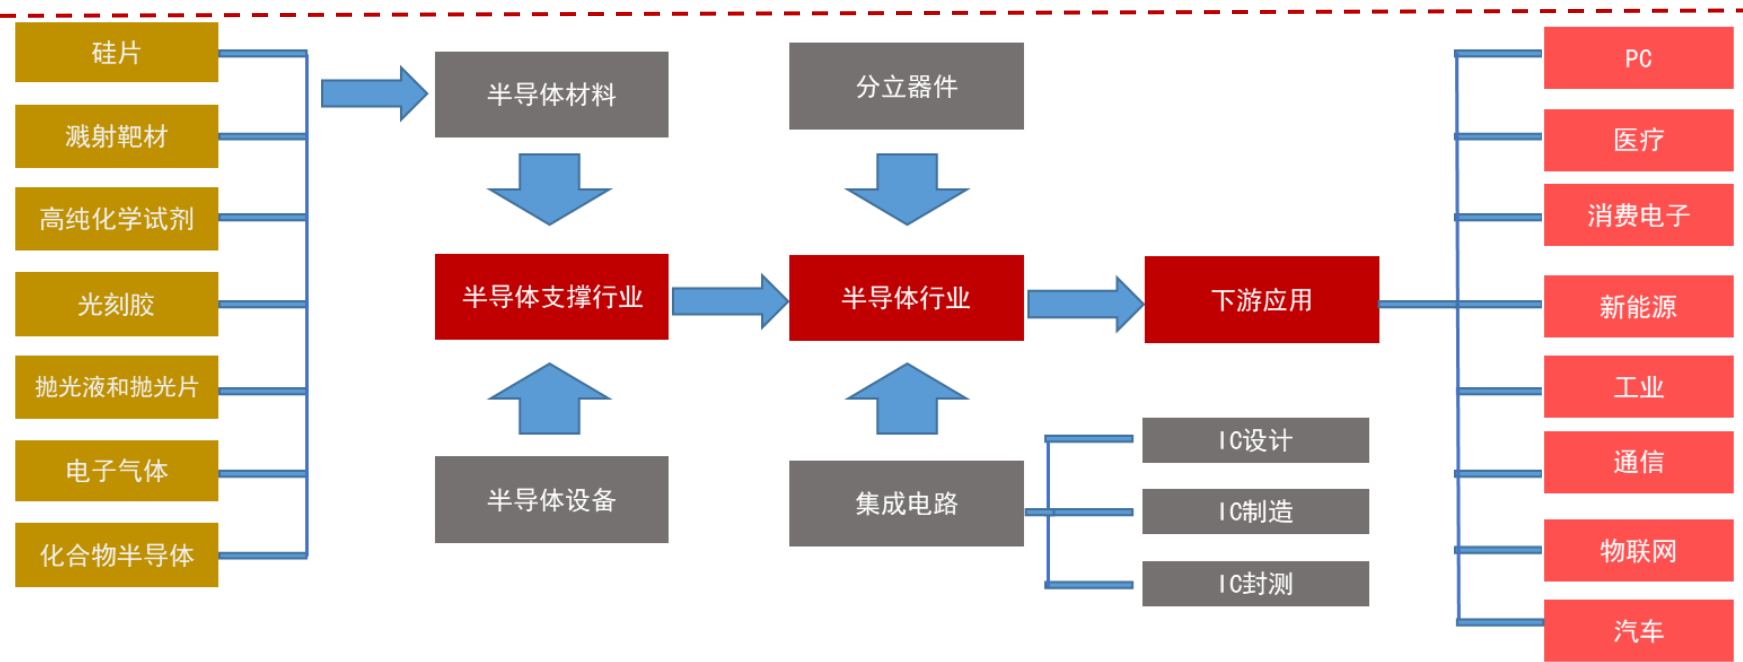 硅片
溅射靶材
高纯化学试剂
光刻胶
抛光液和抛光片
电子气体
化合物半导体
半导体材料
半导体支撑行业
半导体设备
分立器件
半导体行业
集成电路
下游应用
IC设计
IC制造
IC封测
PC
医疗
消费电子
新能源
工业
通信
物联网
汽车